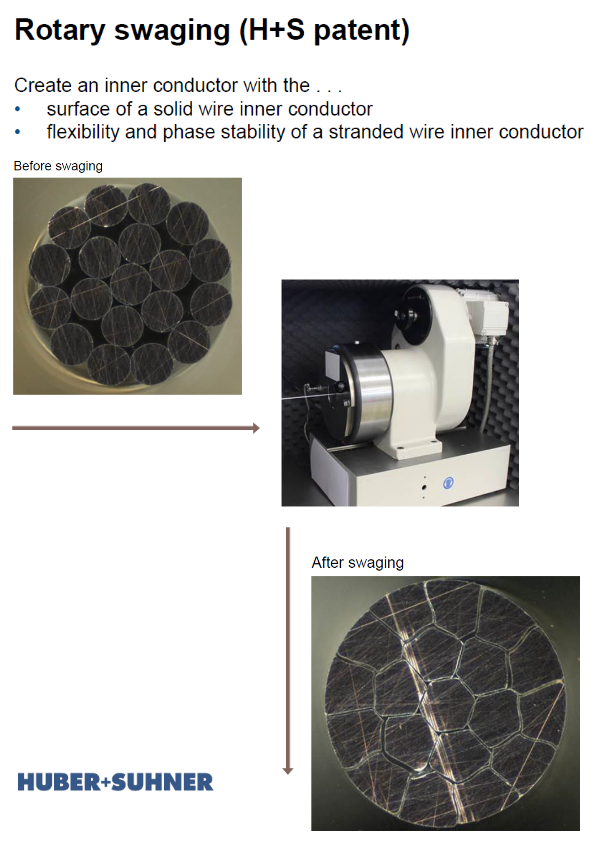 Rotary swaging (H+S patent)
Create an inner conductor with the . . .
• surface of a solid wire inner conductor
• flexibility and phase stability of a stranded wire inner conductor
Before swaging
After swaging
HUBER+SUHNER